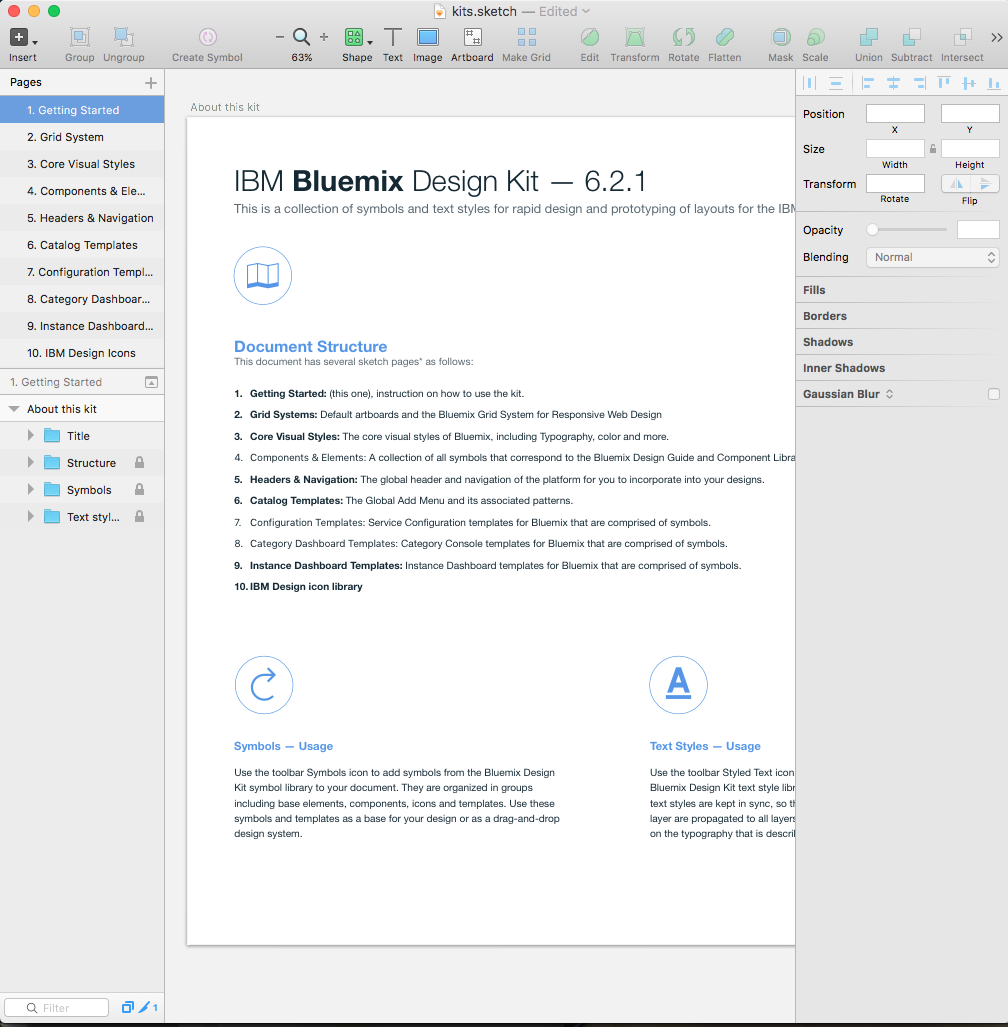 kits.sketch — Edited
Insert
Group
Ungroup
Create Symbol
63%
Shape
Text
Image
Artboard
Make Grid
Edit
Transform
Rotate
Flatten
Mask
Scale
Union
Subtract
Intersect
Pages
1. Getting Started
2. Grid System
3. Core Visual Styles
4. Components & Ele...
5. Headers & Navigation
6. Catalog Templates
7. Configuration Templ...
8. Category Dashboar...
9. Instance Dashboard...
10. IBM Design Icons
1. Getting Started
About this kit
Title
Structure
Symbols
Text styl...
Filter
1
About this kit
IBM Bluemix Design Kit — 6.2.1
This is a collection of symbols and text styles for rapid design and prototyping of layouts for the IBM
Document Structure
This document has several sketch pages* as follows:
1. Getting Started: (this one), instruction on how to use the kit.
2. Grid Systems: Default artboards and the Bluemix Grid System for Responsive Web Design
3. Core Visual Styles: The core visual styles of Bluemix, including Typography, color and more.
4. Components & Elements: A collection of all symbols that correspond to the Bluemix Design Guide and Component Libra
5. Headers & Navigation: The global header and navigation of the platform for you to incorporate into your designs.
6. Catalog Templates: The Global Add Menu and its associated patterns.
7. Configuration Templates: Service Configuration templates for Bluemix that are comprised of symbols.
8. Category Dashboard Templates: Category Console templates for Bluemix that are comprised of symbols.
9. Instance Dashboard Templates: Instance Dashboard templates for Bluemix that are comprised of symbols.
10. IBM Design icon library
Symbols — Usage
Use the toolbar Symbols icon to add symbols from the Bluemix Design
Kit symbol library to your document. They are organized in groups
including base elements, components, icons and templates. Use these
symbols and templates as a base for your design or as a drag-and-drop
design system.
A
Text Styles — Usage
Use the toolbar Styled Text icon
Bluemix Design Kit text style libr
text styles are kept in sync, so th
layer are propagated to all layers
on the typography that is descri
Position
X
Y
Size
Width
Height
Transform
Rotate
Flip
Opacity
Blending
Normal
Fills
Borders
Shadows
Inner Shadows
Gaussian Blur